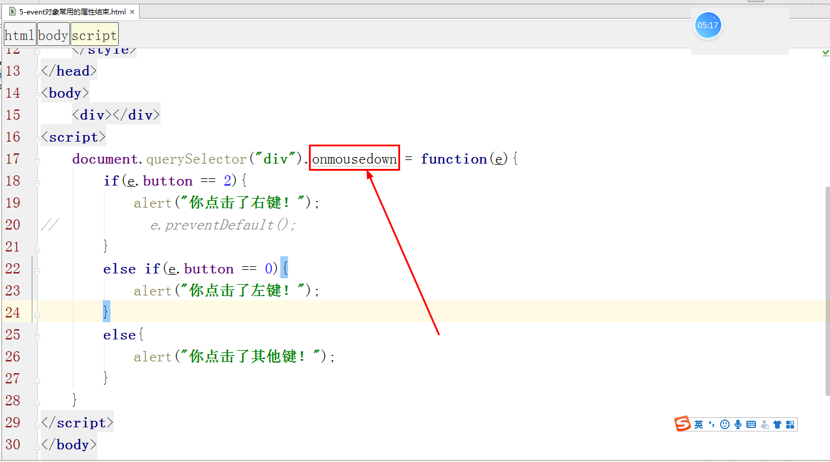 5-event对象常用的属性结束.html ×
html body script
05:17
12 </style>
13 </head>
14 <body>
15 <div></div>
16 <script>
17 document.querySelector("div").onmousedown = function(e){
18 if(e.button == 2){
19 alert("你点击了右键！");
20 // e.preventDefault();
21 }
22 else if(e.button == 0){
23 alert("你点击了左键！");
24 }
25 else{
26 alert("你点击了其他键！");
27 }
28 }
29 </script>
30 </body>
S 英